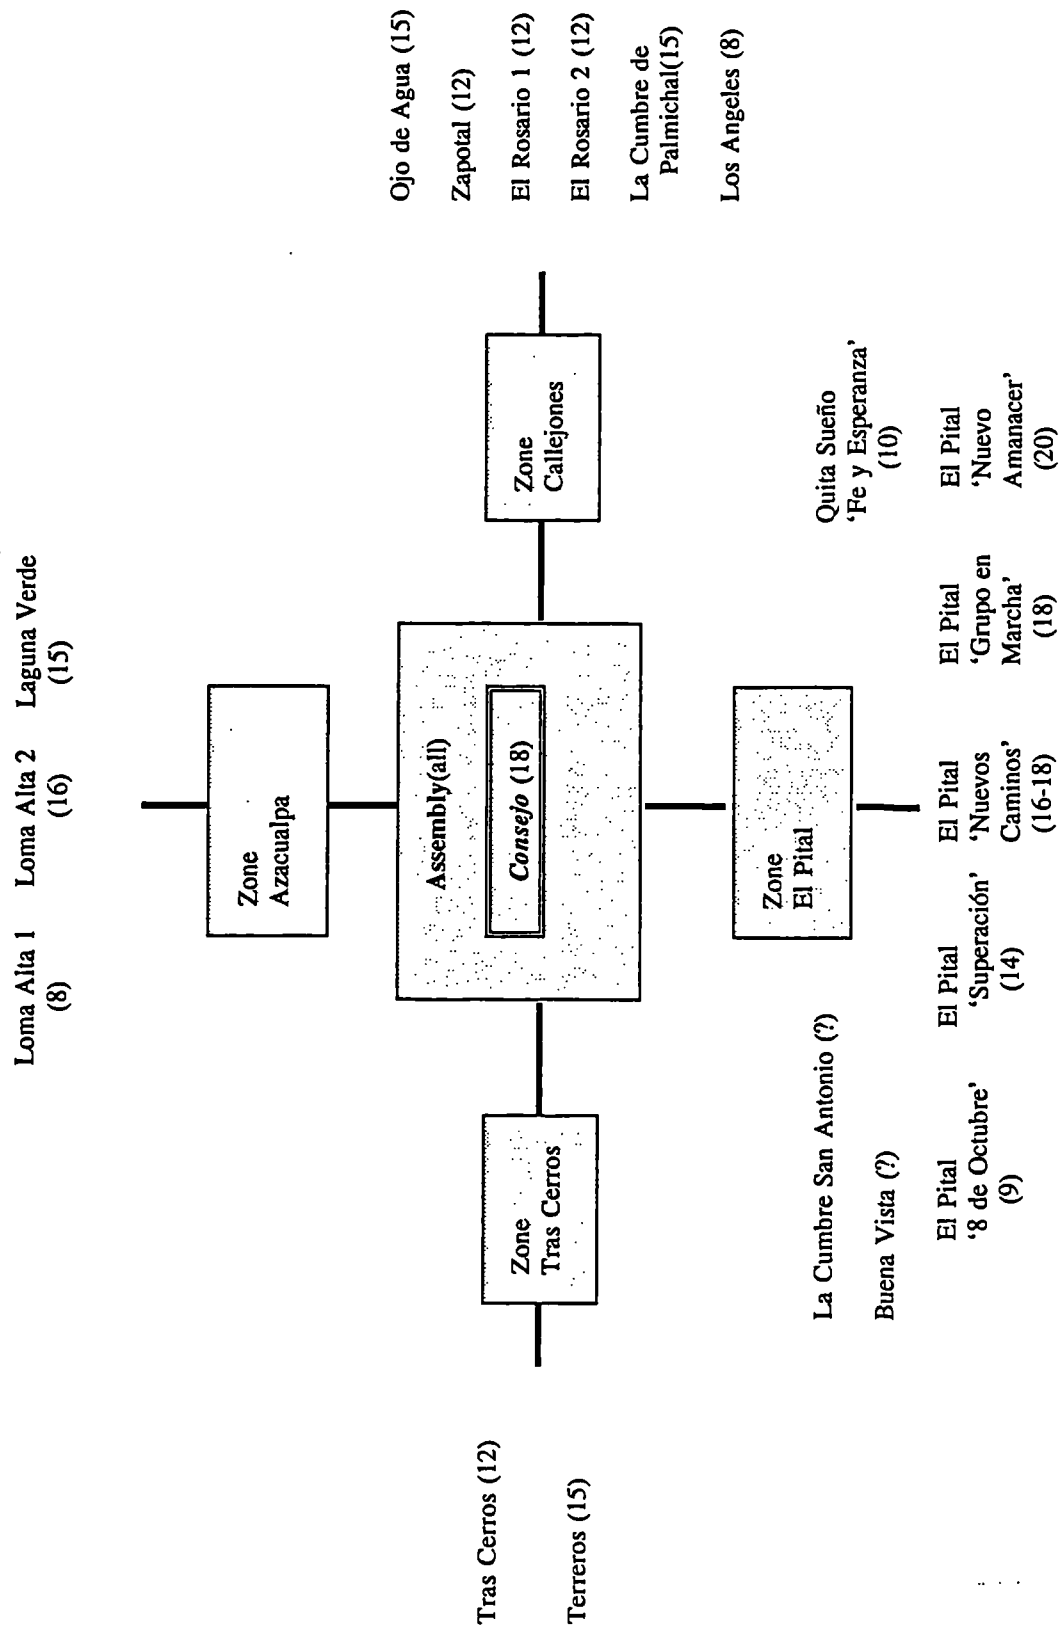 Loma Alta 1
(8)
Loma Alta 2
(16)
Laguna Verde
(15)
Zone
Azacualpa
Tras Cerros (12)
Terreros (15)
Zone
Tras Cerros
Assembly(all)
Consejo (18)
Zone
Callejones
Ojo de Agua (15)
Zapotal (12)
El Rosario 1 (12)
El Rosario 2 (12)
La Cumbre de
Palmichal(15)
Los Angeles (8)
Zone
El Pital
La Cumbre San Antonio (?)
Buena Vista (?)
Quita Sueño
‘Fe y Esperanza’
(10)
El Pital
‘8 de Octubre’
(9)
El Pital
‘Superación’
(14)
El Pital
‘Nuevos
Caminos’
(16-18)
El Pital
‘Grupo en
Marcha’
(18)
El Pital
‘Nuevo
Amanacer’
(20)